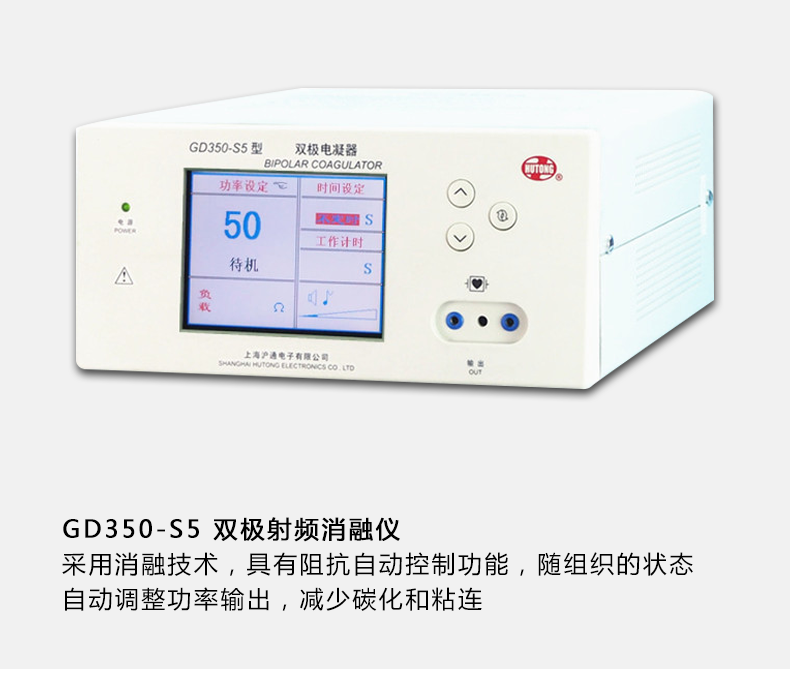 GD350-S5 型 双极电凝器
BIPOLAR COAGULATOR
HUTONG
®
功率设定
时间设定
50
S
待机
工作计时
S
负载
Ω
电源
POWER
输出
OUT
上海沪通电子有限公司
SHANGHAI HUTONG ELECTRONICS CO., LTD
GD350-S5 双极射频消融仪
采用消融技术，具有阻抗自动控制功能，随组织的状态
自动调整功率输出，减少碳化和粘连